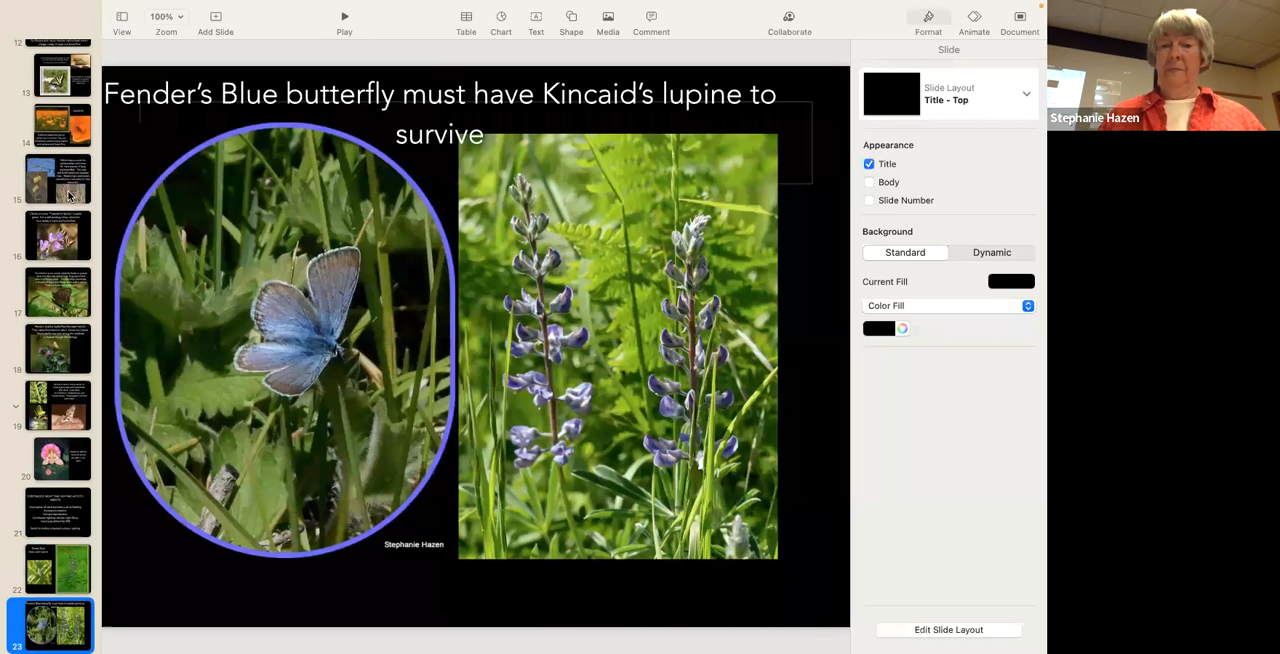 View
100%
Zoom
Add Slide
Play
Table
Chart
Text
Shape
Media
Comment
Collaborate
Format
Animate
Document
12
13
14
15
16
17
18
19
20
21
22
23
Fender's Blue butterfly must have Kincaid's lupine to
survive
Stephanie Hazen
Slide
Slide Layout
Title - Top
Appearance
Title
Body
Slide Number
Background
Standard
Dynamic
Current Fill
Color Fill
Edit Slide Layout
Stephanie Hazen